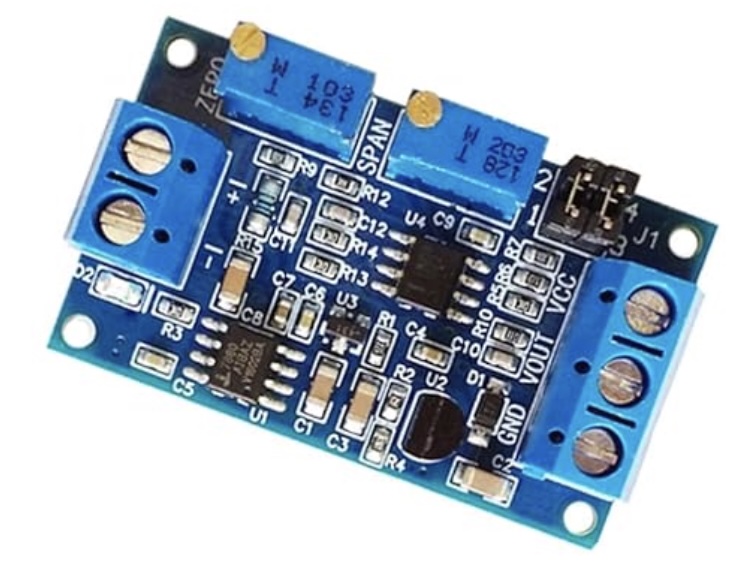 ZERO
T
M
134
E01
SPAN
T
M
128
203
2
1
4
3
J1
+
R9
R12
C12
R14
R13
C11
R15
U4
C9
R7
R6
R5
VCC
-
D2
R3
C5
C8
U1
C7
C6
U3
R1
C4
C10
R10
VOUT
D1
GND
C1
C3
R2
R4
U2
C2